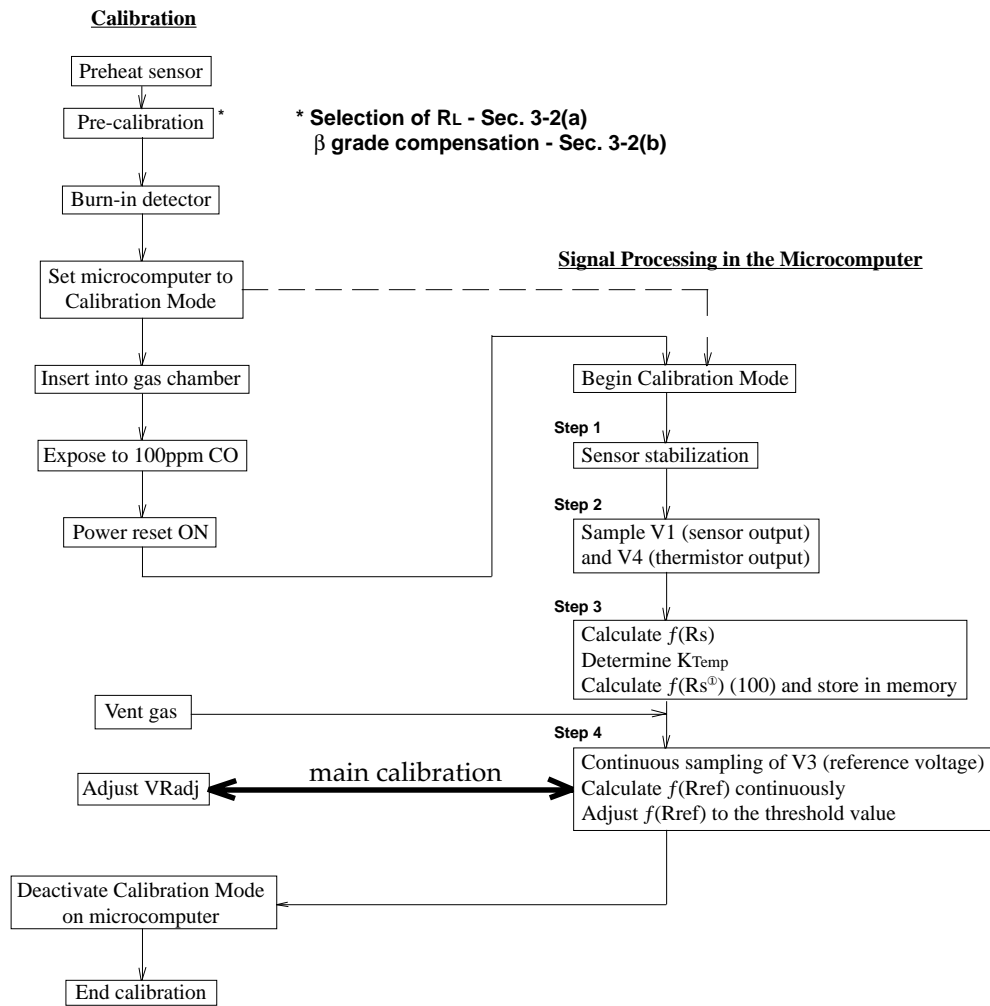 Calibration
Preheat sensor
Pre-calibration *
* Selection of RL - Sec. 3-2(a)
β grade compensation - Sec. 3-2(b)
Burn-in detector
Set microcomputer to
Calibration Mode
Insert into gas chamber
Expose to 100ppm CO
Power reset ON
Signal Processing in the Microcomputer
Begin Calibration Mode
Step 1
Sensor stabilization
Step 2
Sample V1 (sensor output)
and V4 (thermistor output)
Step 3
Calculate ƒ(Rs)
Determine KTemp
Calculate ƒ(Rs①) (100) and store in memory
Vent gas
Step 4
Continuous sampling of V3 (reference voltage)
Calculate ƒ(Rref) continuously
Adjust ƒ(Rref) to the threshold value
main calibration
Adjust VRadj
Deactivate Calibration Mode
on microcomputer
End calibration